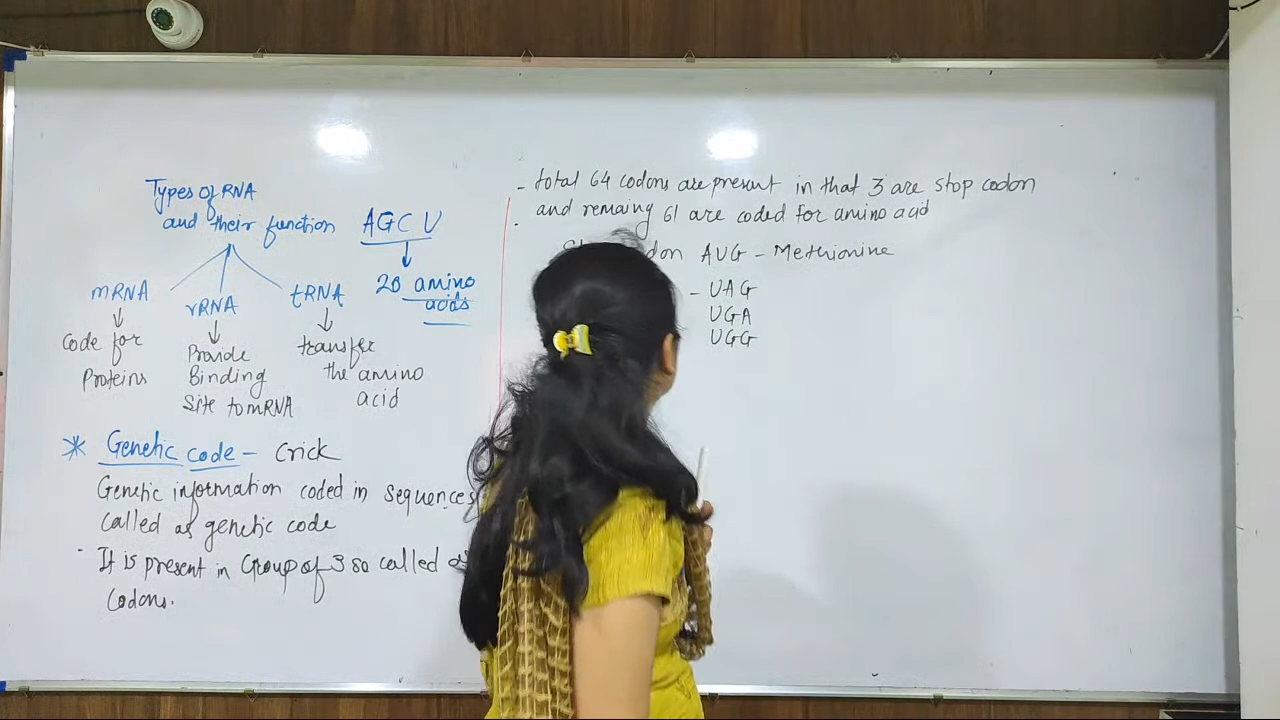 Types of RNA
and their function
AGC U
20 amino
acids
mRNA
rRNA
tRNA
Code for
Proteins
Provide
Binding
Site to mRNA
transfer
the amino
acid
* Genetic code - Crick
Genetic information coded in sequences
called as genetic code
It is present in Group of 3 so called
Codons.
- total 64 codons are present in that 3 are stop codon
and remaing 61 are coded for amino acid
AUG - Methionine
- UAG
UGA
UGG